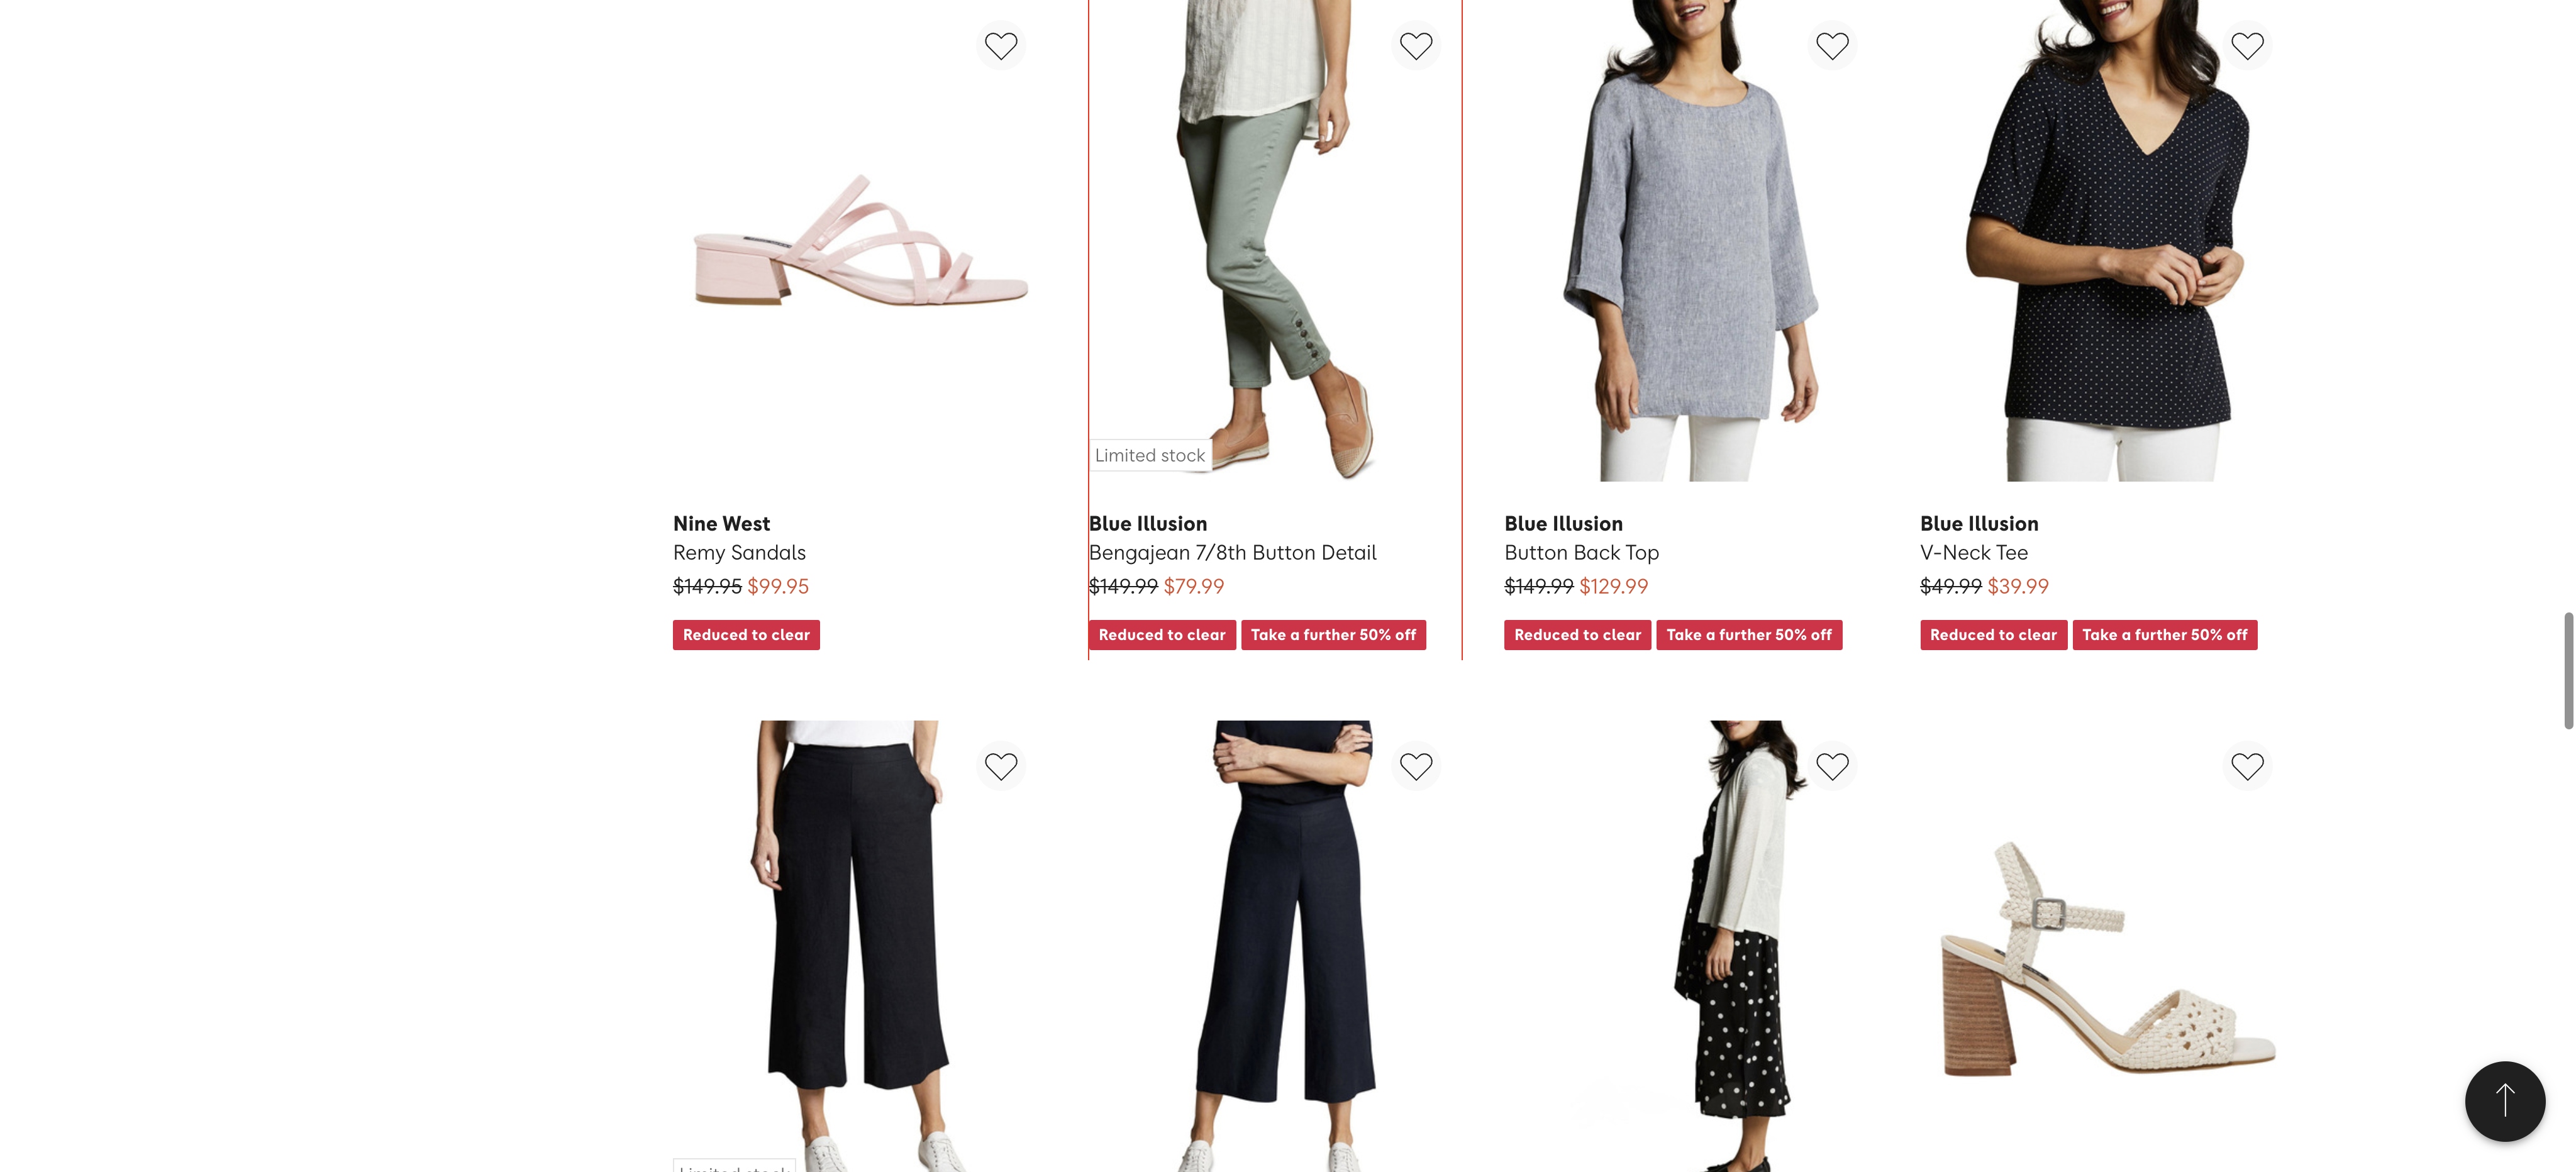 Limited stock
Nine West
Remy Sandals
$149.95 $99.95
Reduced to clear
Blue Illusion
Bengajean 7/8th Button Detail
$149.99 $79.99
Reduced to clear Take a further 50% off
Blue Illusion
Button Back Top
$149.99 $129.99
Reduced to clear Take a further 50% off
Blue Illusion
V-Neck Tee
$49.99 $39.99
Reduced to clear Take a further 50% off
Limited stock